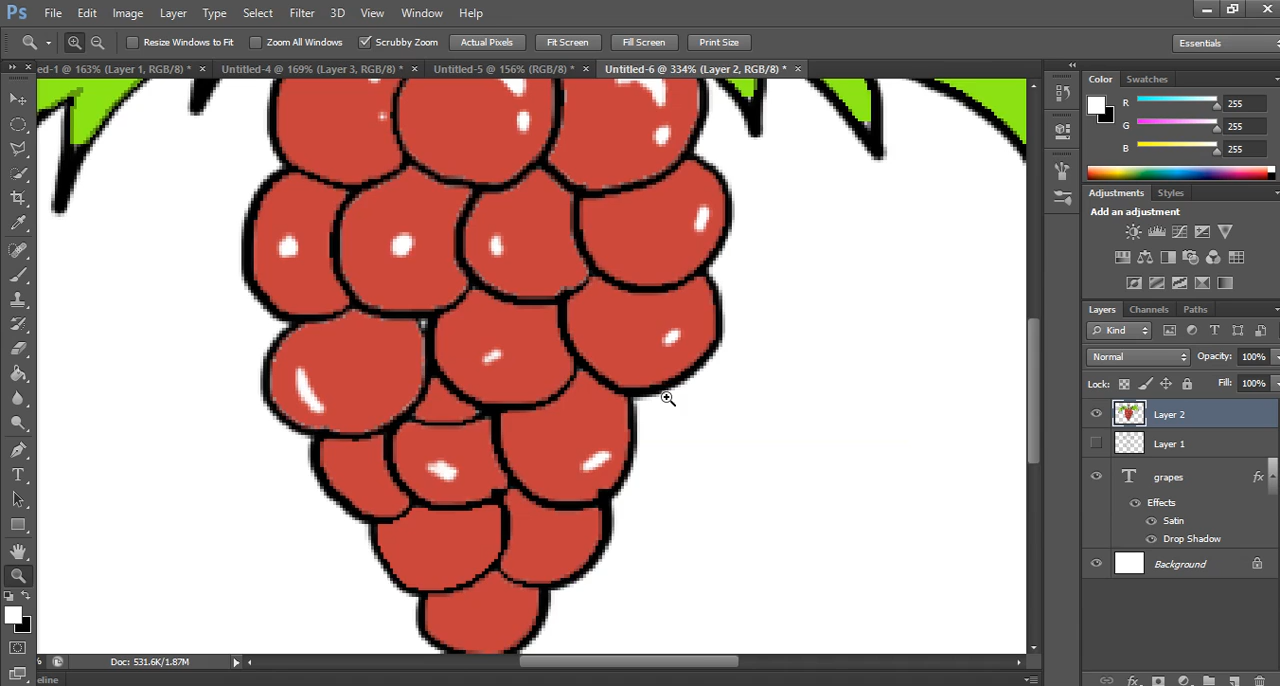 Ps File Edit Image Layer Type Select Filter 3D View Window Help
Resize Windows to Fit Zoom All Windows Scrubby Zoom Actual Pixels Fit Screen Fill Screen Print Size Essentials
ed-1 @ 163% (Layer 1, RGB/8) * × Untitled-4 @ 169% (Layer 3, RGB/8) * × Untitled-5 @ 156% (RGB/8) * × Untitled-6 @ 334% (Layer 2, RGB/8) * ×
Color Swatches
R 255
G 255
B 255
Adjustments Styles
Add an adjustment
Layers Channels Paths
Kind
Normal Opacity: 100%
Lock: Fill: 100%
Layer 2
Layer 1
T grapes fx
Effects
Satin
Drop Shadow
Background
% Doc: 531.6K/1.87M
eline